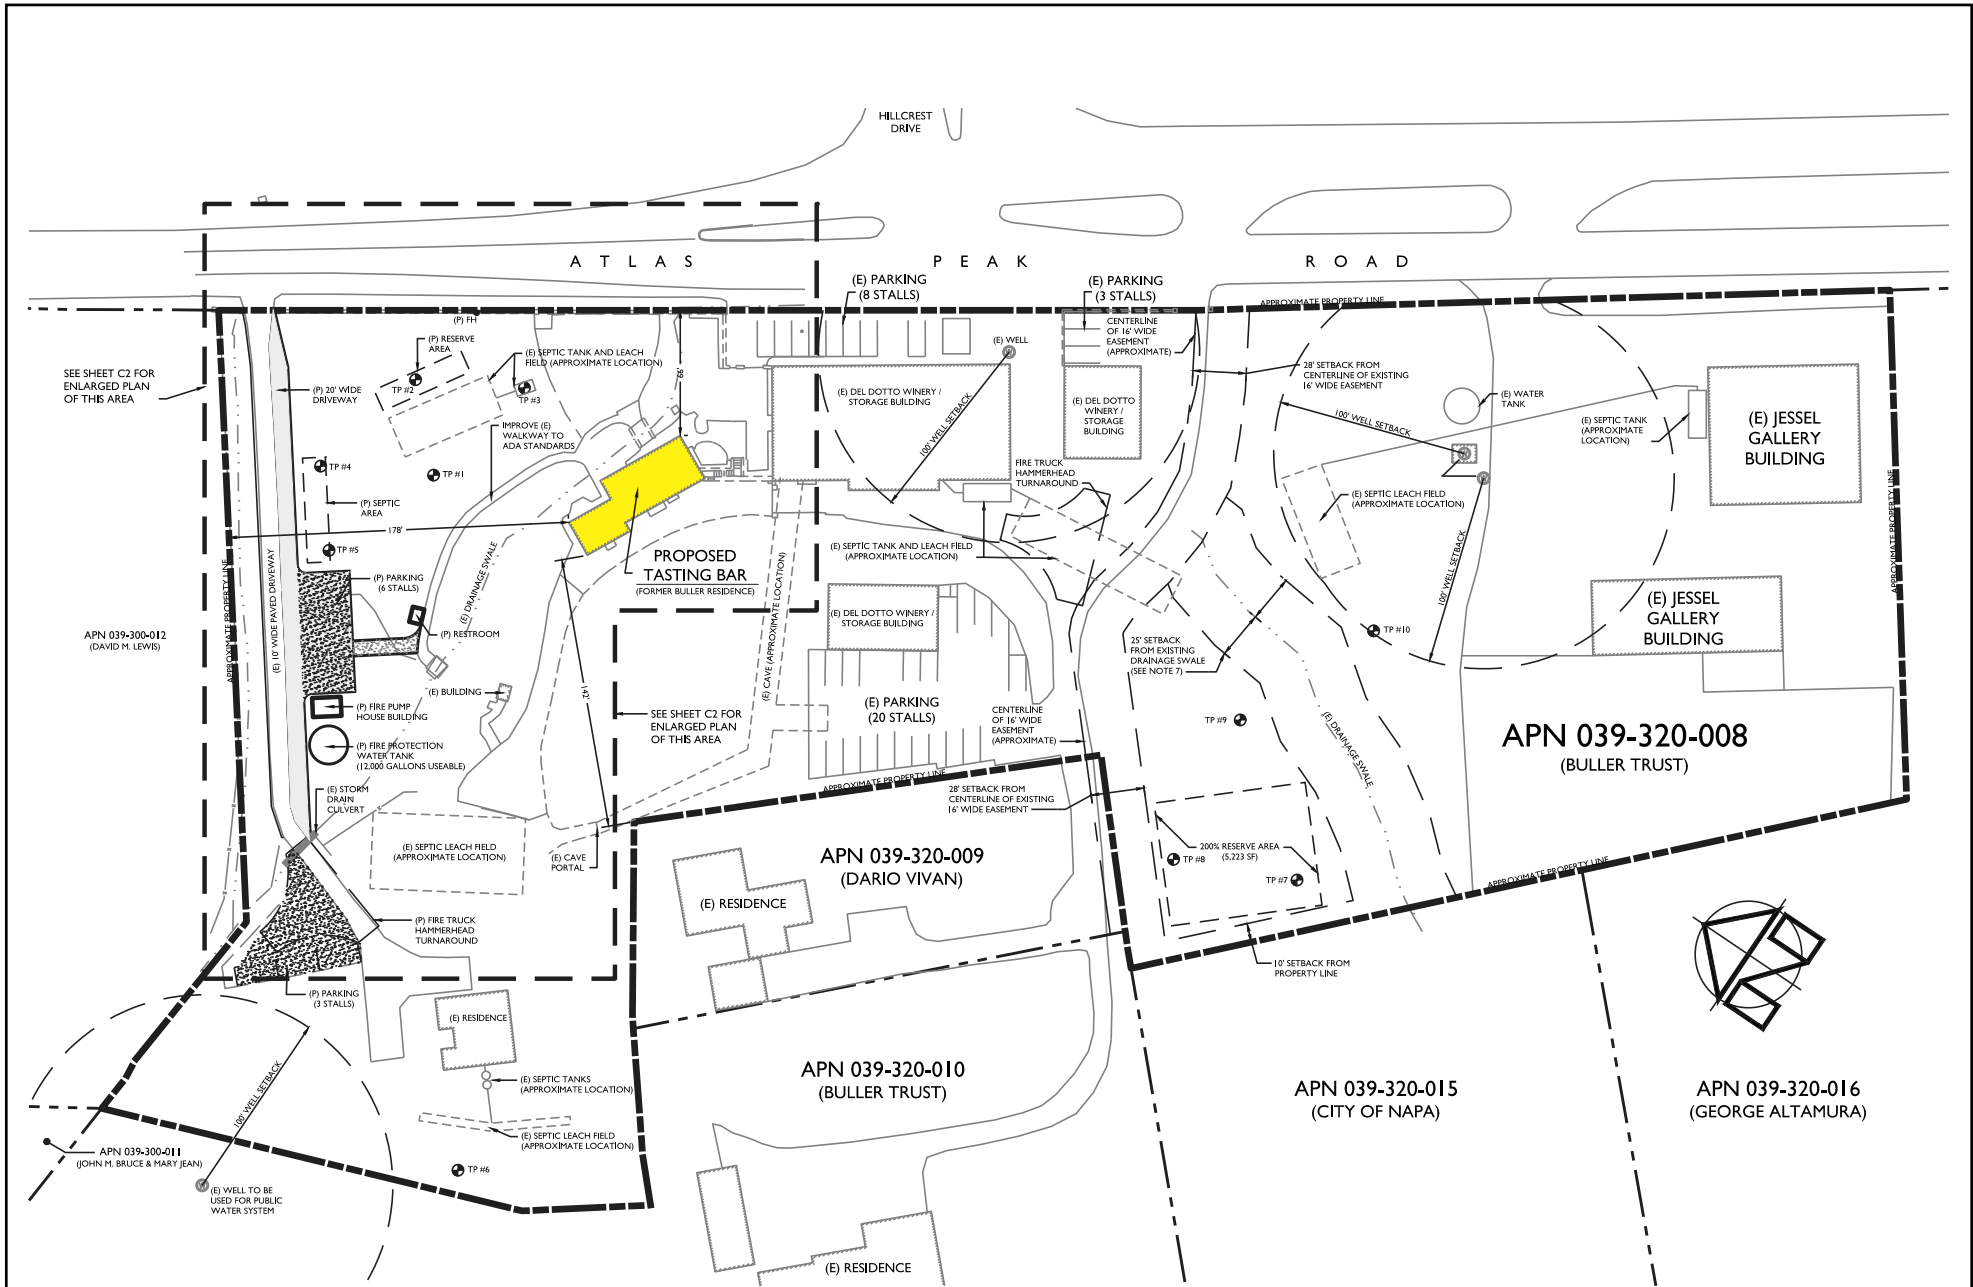 HILLCREST
DRIVE
ATLAS PEAK ROAD
(E) PARKING
(8 STALLS)
(E) PARKING
(3 STALLS)
APPROXIMATE PROPERTY LINE
(P) FH
(P) RESERVE
AREA
(E) SEPTIC TANK AND LEACH
FIELD (APPROXIMATE LOCATION)
SEE SHEET C2 FOR
ENLARGED PLAN
OF THIS AREA
(P) 20' WIDE
DRIVEWAY
TP #2
TP #3
IMPROVE (E)
WALKWAY TO
ADA STANDARDS
TP #4
TP #1
(P) SEPTIC
AREA
178'
TP #5
99'
(E) DEL DOTTO WINERY /
STORAGE BUILDING
(E) WELL
100' WELL SETBACK
CENTERLINE
OF 16' WIDE
EASEMENT
(APPROXIMATE)
(E) DEL DOTTO
WINERY /
STORAGE
BUILDING
FIRE TRUCK
HAMMERHEAD
TURNAROUND
28' SETBACK FROM
CENTERLINE OF EXISTING
16' WIDE EASEMENT
100' WELL SETBACK
(E) WATER
TANK
(E) SEPTIC TANK
(APPROXIMATE
LOCATION)
(E) JESSEL
GALLERY
BUILDING
(E) SEPTIC LEACH FIELD
(APPROXIMATE LOCATION)
100' WELL SETBACK
APPROXIMATE PROPERTY LINE
PROPOSED
TASTING BAR
(FORMER BULLER RESIDENCE)
(E) SEPTIC TANK AND LEACH FIELD
(APPROXIMATE LOCATION)
(E) DRAINAGE SWALE
(E) 10' WIDE PAVED DRIVEWAY
APPROXIMATE PROPERTY LINE
(P) PARKING
(6 STALLS)
(P) RESTROOM
APN 039-300-012
(DAVID M. LEWIS)
(E) BUILDING
142'
(E) CAVE (APPROXIMATE LOCATION)
(E) DEL DOTTO WINERY /
STORAGE BUILDING
25' SETBACK
FROM EXISTING
DRAINAGE SWALE
(SEE NOTE 7)
TP #10
(E) JESSEL
GALLERY
BUILDING
(P) FIRE PUMP
HOUSE BUILDING
(P) FIRE PROTECTION
WATER TANK
(12,000 GALLONS USEABLE)
SEE SHEET C2 FOR
ENLARGED PLAN
OF THIS AREA
(E) PARKING
(20 STALLS)
CENTERLINE
OF 16' WIDE
EASEMENT
(APPROXIMATE)
TP #9
(E) DRAINAGE SWALE
APN 039-320-008
(BULLER TRUST)
APPROXIMATE PROPERTY LINE
28' SETBACK FROM
CENTERLINE OF EXISTING
16' WIDE EASEMENT
(E) STORM
DRAIN
CULVERT
(E) SEPTIC LEACH FIELD
(APPROXIMATE LOCATION)
(E) CAVE
PORTAL
APN 039-320-009
(DARIO VIVAN)
(E) RESIDENCE
200% RESERVE AREA
(5,223 SF)
TP #8
TP #7
APPROXIMATE PROPERTY LINE
(P) FIRE TRUCK
HAMMERHEAD
TURNAROUND
10' SETBACK FROM
PROPERTY LINE
(P) PARKING
(3 STALLS)
(E) RESIDENCE
100' WELL SETBACK
(E) SEPTIC TANKS
(APPROXIMATE LOCATION)
(E) SEPTIC LEACH FIELD
(APPROXIMATE LOCATION)
TP #6
APN 039-320-010
(BULLER TRUST)
APN 039-320-015
(CITY OF NAPA)
APN 039-320-016
(GEORGE ALTAMURA)
APN 039-300-011
(JOHN M. BRUCE & MARY JEAN)
(E) WELL TO BE
USED FOR PUBLIC
WATER SYSTEM
(E) RESIDENCE